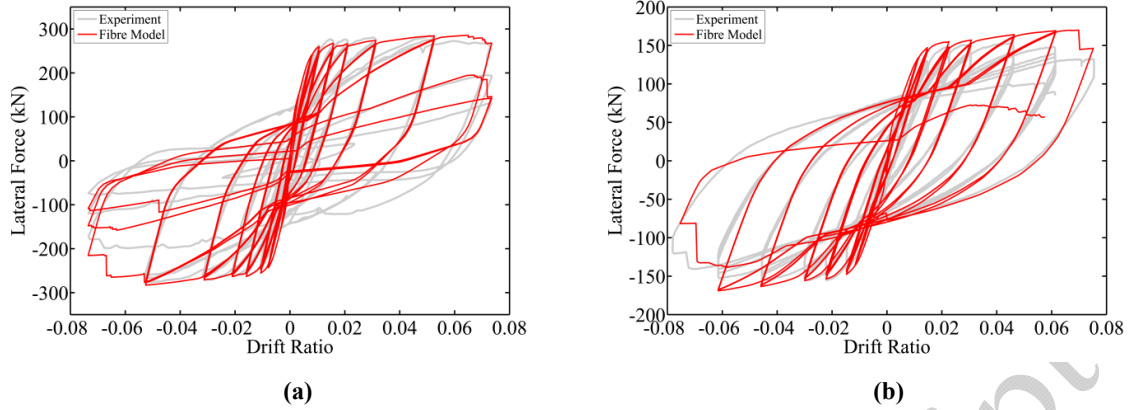 Experiment
Fibre Model
Lateral Force (kN)
300
200
100
0
-100
-200
-300
-0.08 -0.06 -0.04 -0.02 0 0.02 0.04 0.06 0.08
Drift Ratio
(a)
Experiment
Fibre Model
Lateral Force (kN)
200
150
100
50
0
-50
-100
-150
-200
-0.08 -0.06 -0.04 -0.02 0 0.02 0.04 0.06 0.08
Drift Ratio
(b)